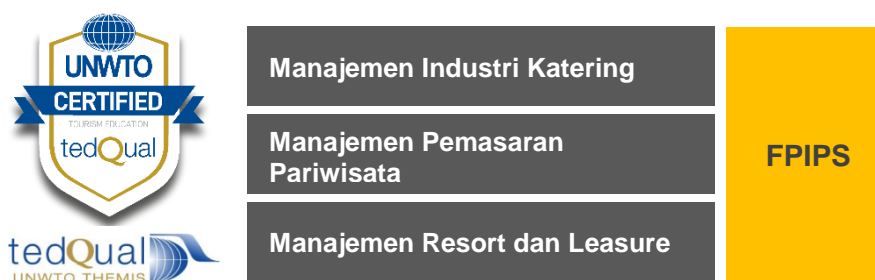 UNWTO
CERTIFIED
TOURISM EDUCATION
tedQual
tedQual
UNWTO THEMIS
Manajemen Industri Katering
Manajemen Pemasaran
Pariwisata
Manajemen Resort dan Leasure
FPIPS